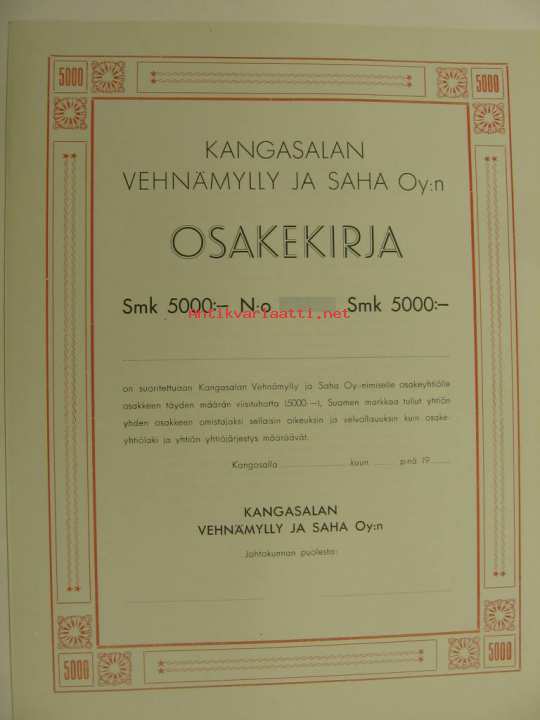 5000 5000
KANGASALAN
VEHNÄMYLLY JA SAHA Oy:n
OSAKEKIRJA
Smk 5000:— N:o Smk 5000:—
Antikvariaatti.net
on suoritettuaan Kangasalan Vehnämylly ja Saha Oy.-nimiselle osakeyhtiölle
osakkeen täyden määrän viisituhatta (5000:—), Suomen markkaa tullut yhtiön
yhden osakkeen omistajaksi sellaisin oikeuksin ja velvollisuuksin kuin osake-
yhtiölaki ja yhtiön yhtiöjärjestys määräävät.
Kangasalla kuun p:nä 19
KANGASALAN
VEHNÄMYLLY JA SAHA Oy:n
Johtokunnan puolesta:
5000 5000